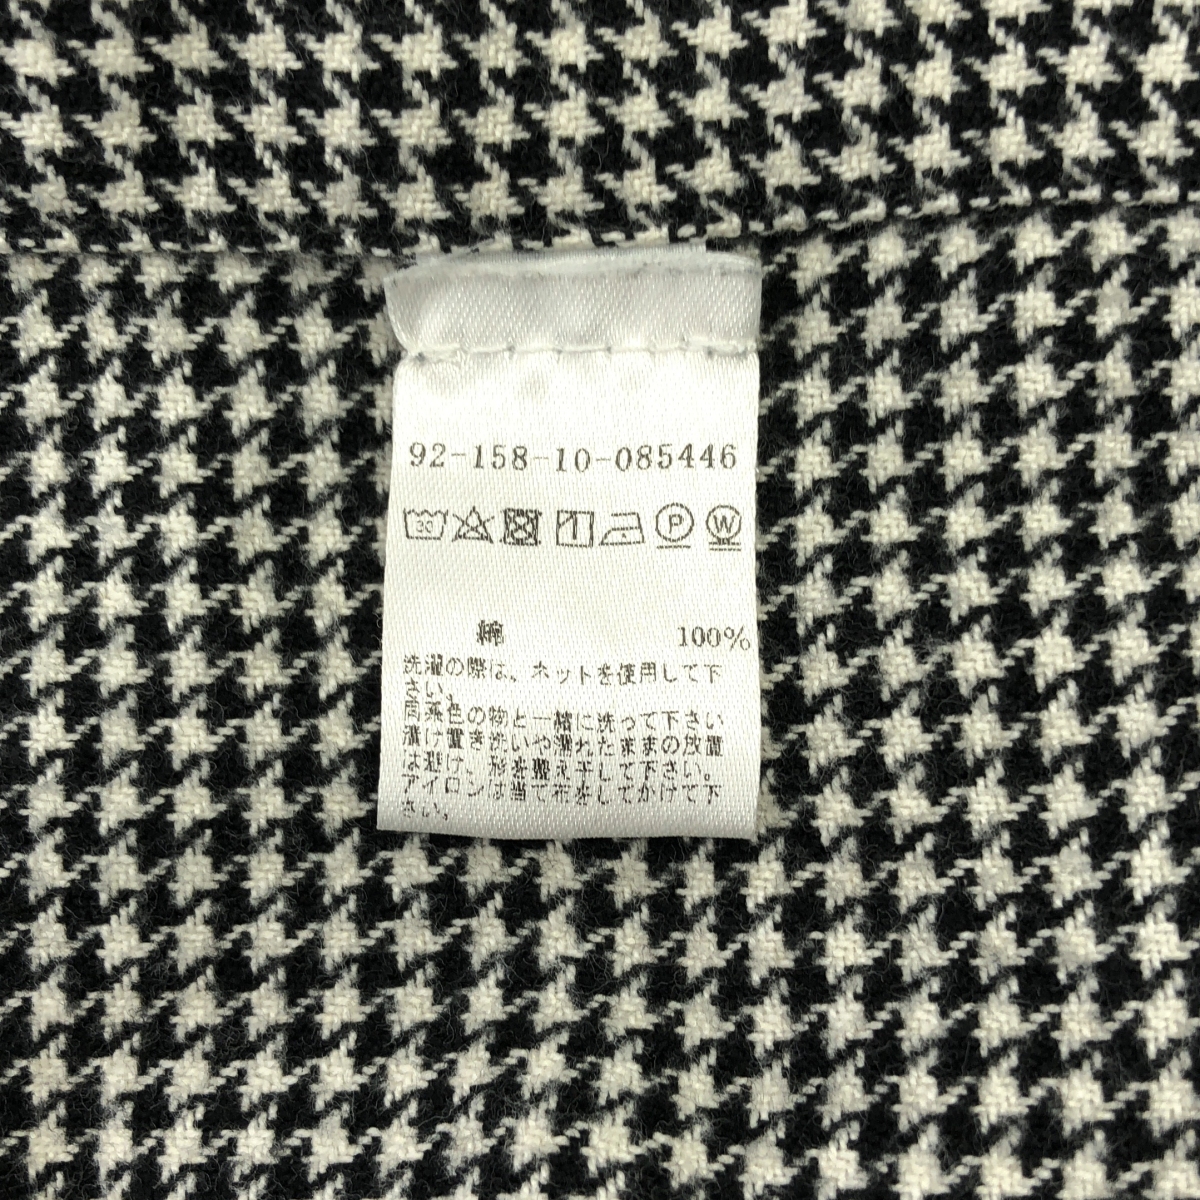 92-158-10-085446
30 P W
綿 100%
洗濯の際は、ネットを使用して下
さい。
同系色の物と一緒に洗って下さい
漬け置き洗いや濡れたままの放置
は避け、形を整え干して下さい。
アイロンは当て布をしてかけて下
さい。